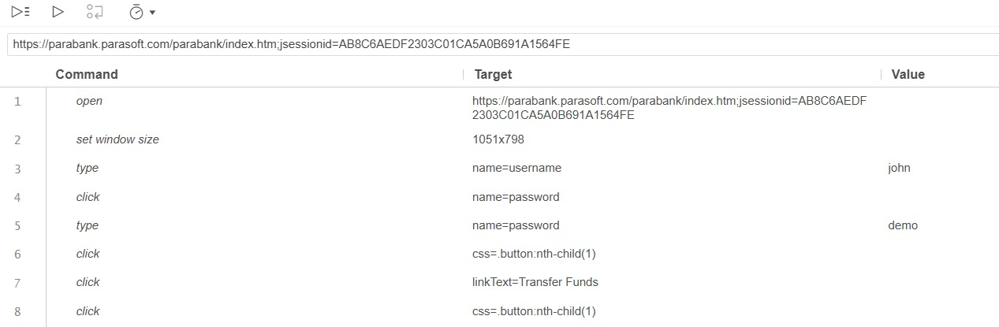 https://parabank.parasoft.com/parabank/index.htm;jsessionid=AB8C6AEDF2303C01CA5A0B691A1564FE
Command Target Value
1 open https://parabank.parasoft.com/parabank/index.htm;jsessionid=AB8C6AEDF
2303C01CA5A0B691A1564FE
2 set window size 1051x798
3 type name=username john
4 click name=password
5 type name=password demo
6 click css=.button:nth-child(1)
7 click linkText=Transfer Funds
8 click css=.button:nth-child(1)